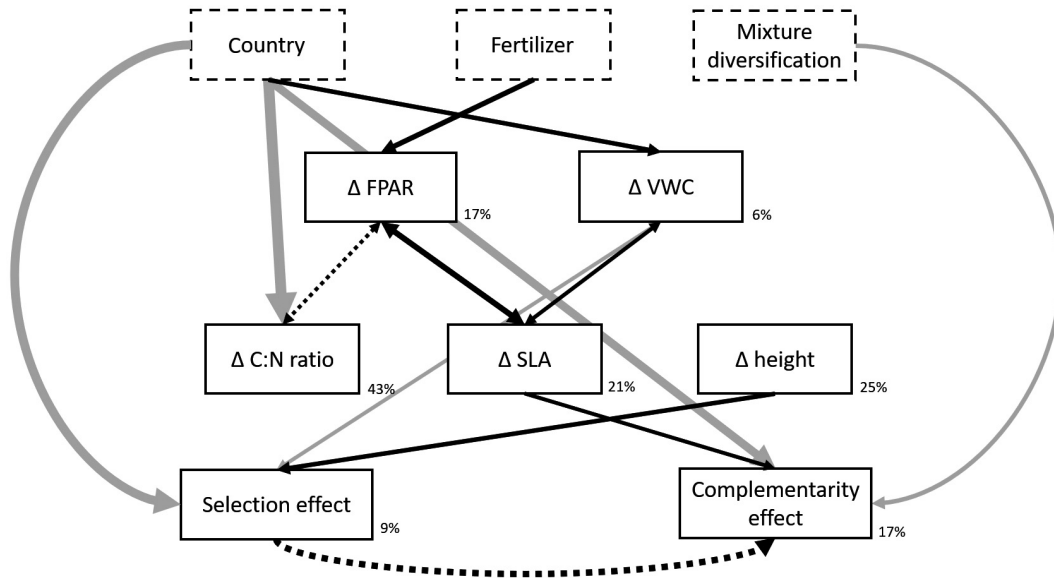 Country
Fertilizer
Mixture
diversification
Δ FPAR
17%
Δ VWC
6%
Δ C:N ratio
43%
Δ SLA
21%
Δ height
25%
Selection effect
9%
Complementarity
effect
17%